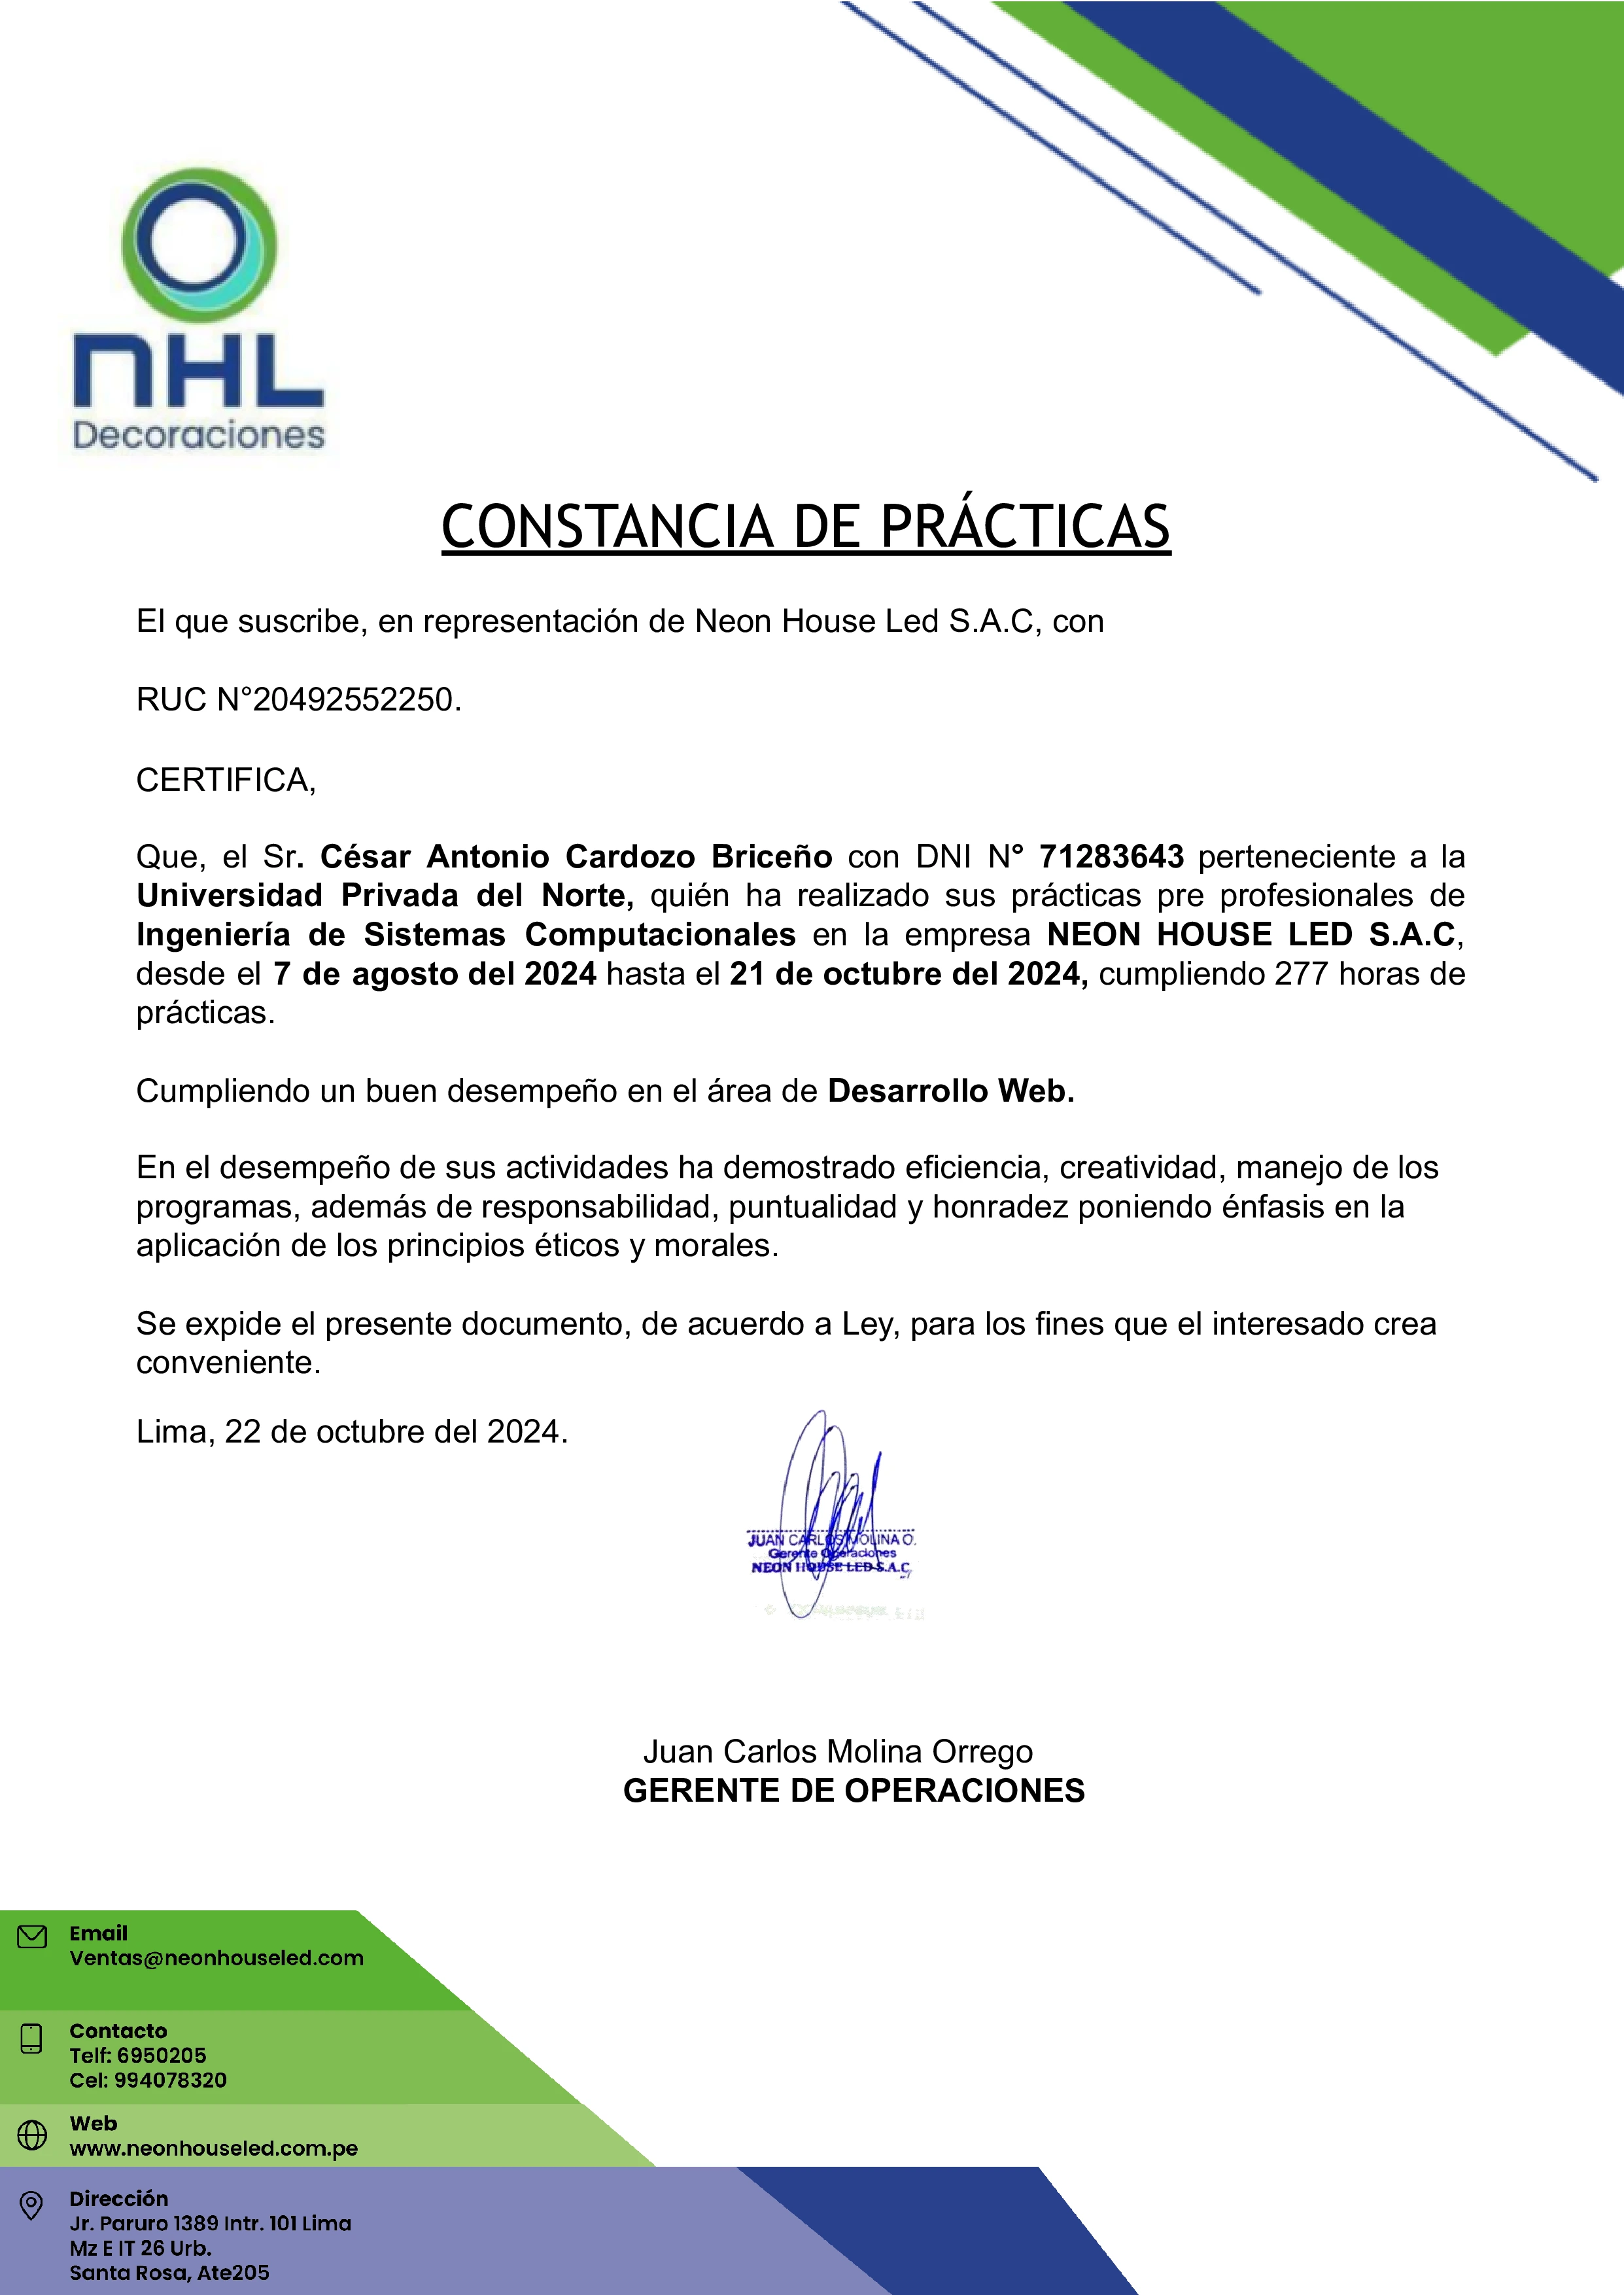 nHL
Decoraciones
CONSTANCIA DE PRÁCTICAS
El que suscribe, en representación de Neon House Led S.A.C, con
RUC N°20492552250.
CERTIFICA,
Que, el Sr. César Antonio Cardozo Briceño con DNI N° 71283643 perteneciente a la
Universidad Privada del Norte, quién ha realizado sus prácticas pre profesionales de
Ingeniería de Sistemas Computacionales en la empresa NEON HOUSE LED S.A.C,
desde el 7 de agosto del 2024 hasta el 21 de octubre del 2024, cumpliendo 277 horas de
prácticas.
Cumpliendo un buen desempeño en el área de Desarrollo Web.
En el desempeño de sus actividades ha demostrado eficiencia, creatividad, manejo de los
programas, además de responsabilidad, puntualidad y honradez poniendo énfasis en la
aplicación de los principios éticos y morales.
Se expide el presente documento, de acuerdo a Ley, para los fines que el interesado crea
conveniente.
Lima, 22 de octubre del 2024.
JUAN CARLOS MOLINA O.
Gerente Operaciones
NEON HOUSE LED S.A.C
Juan Carlos Molina Orrego
GERENTE DE OPERACIONES
Email
Ventas@neonhouseled.com
Contacto
Telf: 6950205
Cel: 994078320
Web
www.neonhouseled.com.pe
Dirección
Jr. Paruro 1389 Intr. 101 Lima
Mz E IT 26 Urb.
Santa Rosa, Ate205